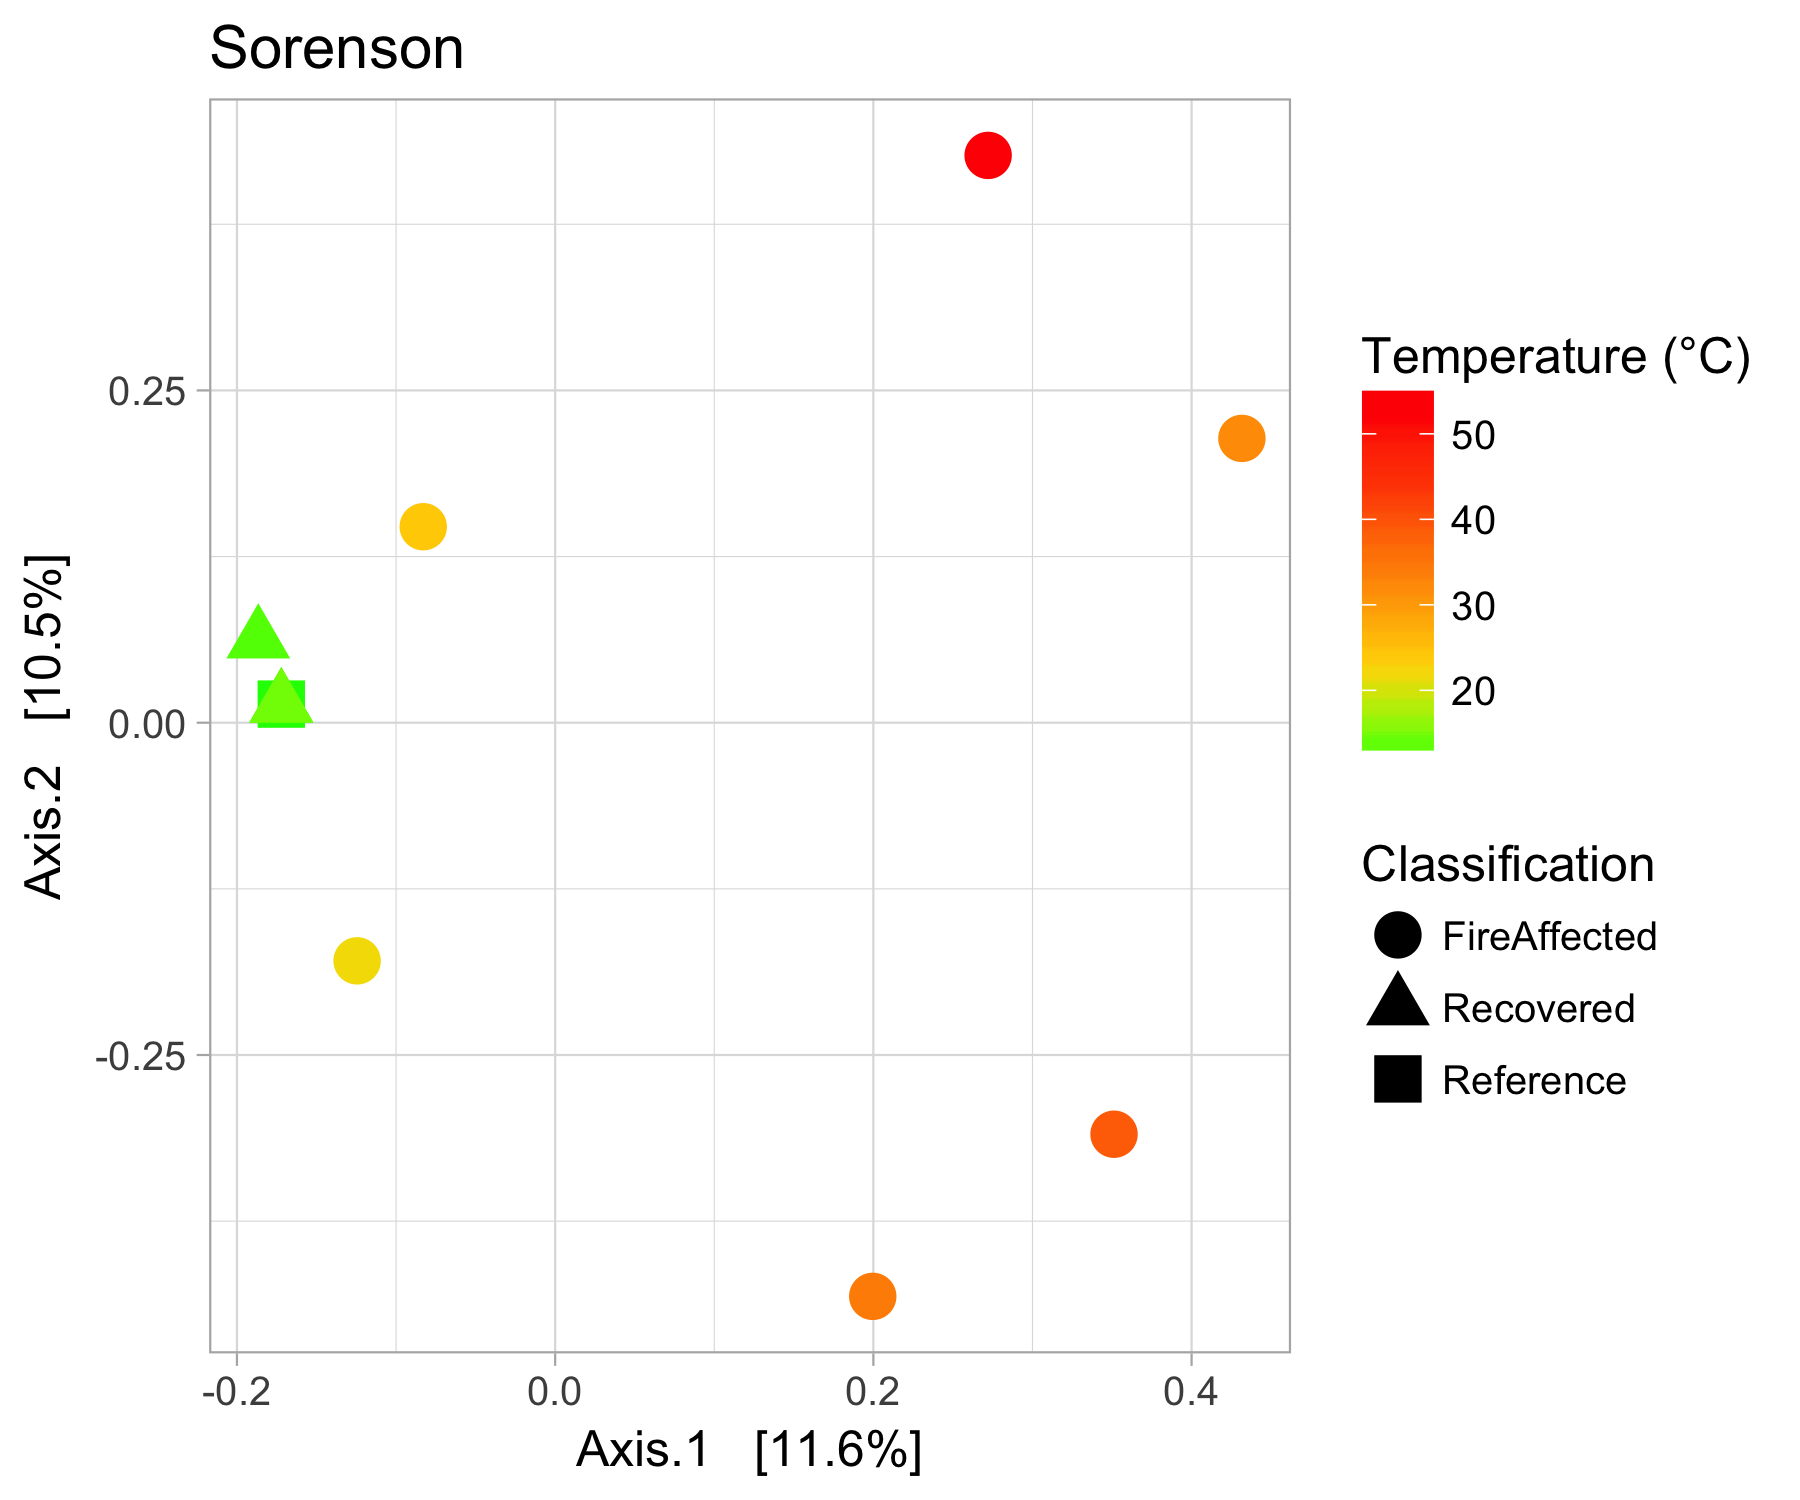 Sorenson
0.25
0.00
-0.25
Axis.2 [10.5%]
-0.2 0.0 0.2 0.4
Axis.1 [11.6%]
Temperature (°C)
50
40
30
20
Classification
FireAffected
Recovered
Reference